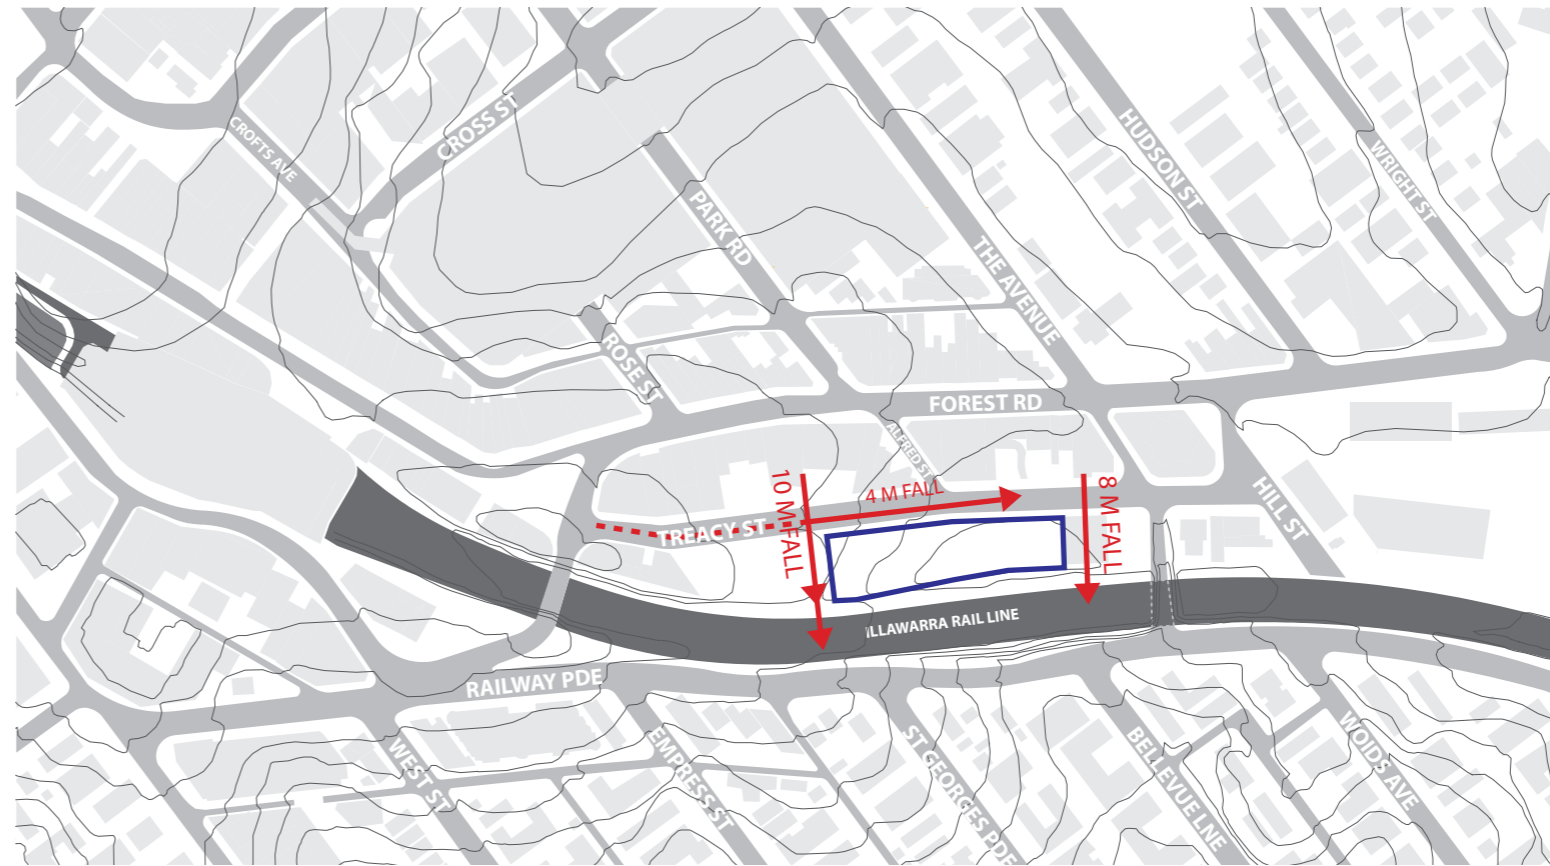 CROFTS AVE
CROSS ST
HUDSON ST
WRIGHT ST
PARK RD
THE AVENUE
ROSE ST
FOREST RD
ALFRED ST
10 M FALL
4 M FALL
8 M FALL
HILL ST
TREACY ST
ILLAWARRA RAIL LINE
RAILWAY PDE
WEST ST
EMPRESS ST
ST GEORGES PDE
BELLEVUE LNE
WOIDS AVE